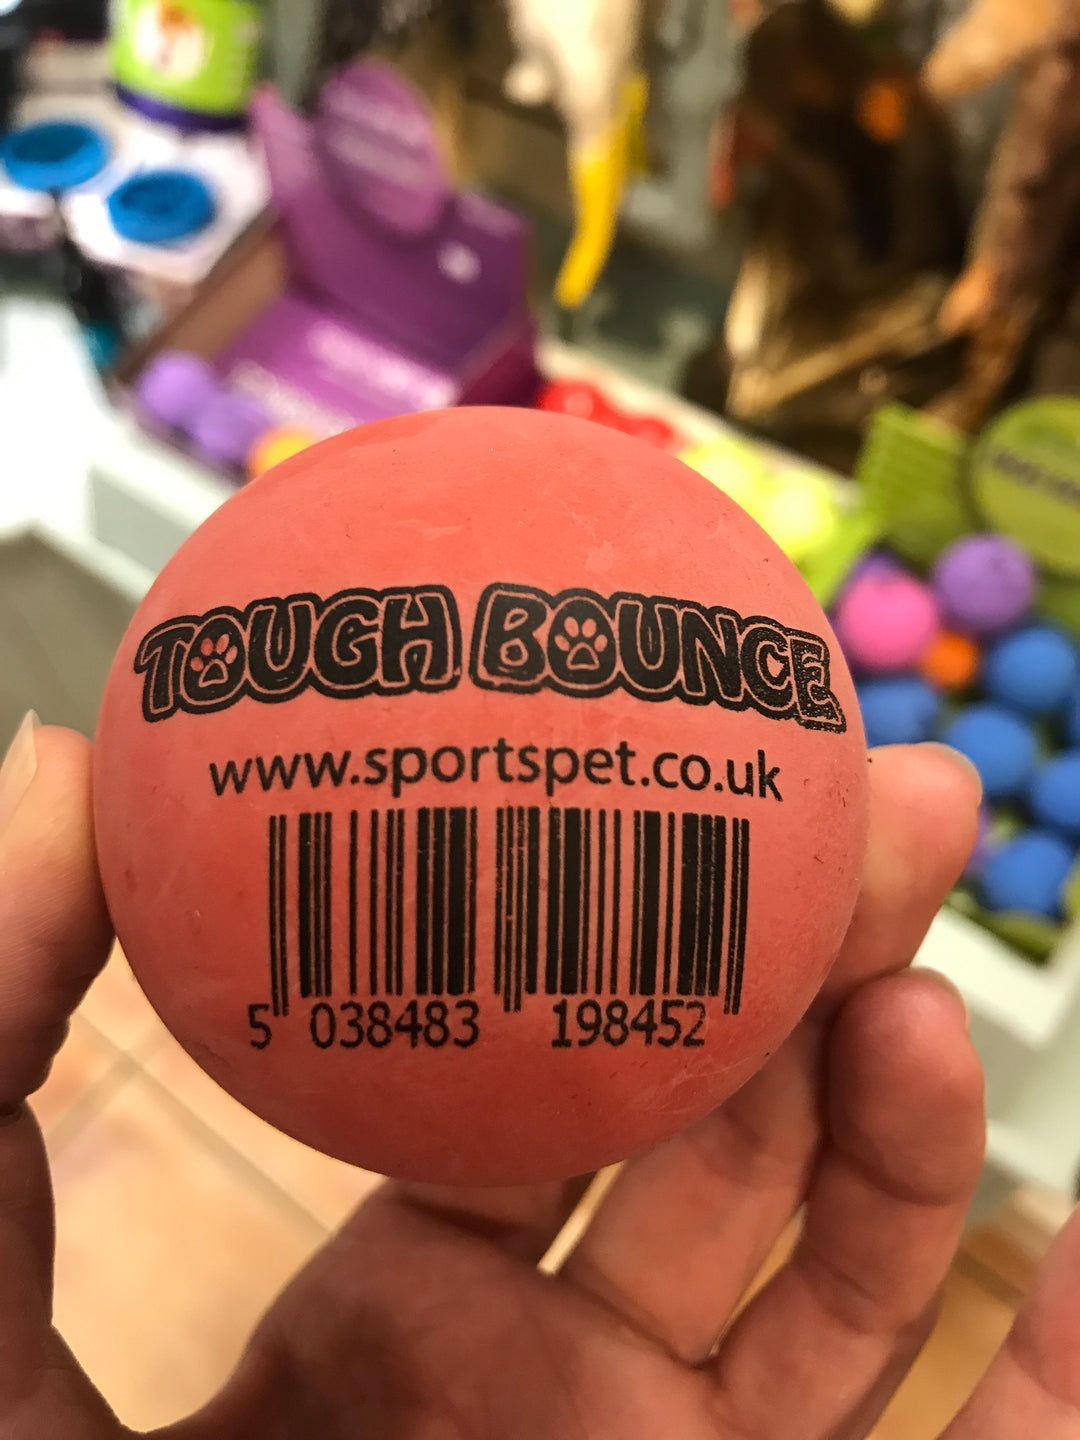 TOUGH BOUNCE
www.sportspet.co.uk
5 038483 198452